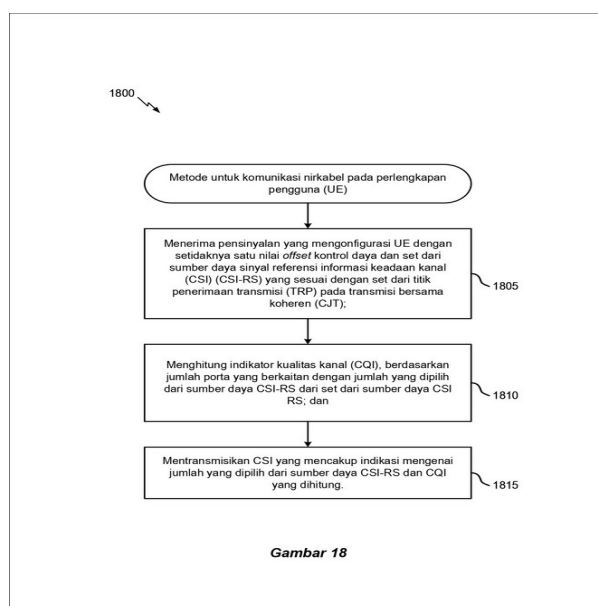 1800
Metode untuk komunikasi nirkabel pada perlengkapan
pengguna (UE)
Menerima pensinyalan yang mengonfigurasi UE dengan
setidaknya satu nilai offset kontrol daya dan set dari
sumber daya sinyal referensi informasi keadaan kanal
(CSI) (CSI-RS) yang sesuai dengan set dari titik
penerimaan transmisi (TRP) pada transmisi bersama
koheren (CJT);
1805
Menghitung indikator kualitas kanal (CQI), berdasarkan
jumlah porta yang berkaitan dengan jumlah yang dipilih
dari sumber daya CSI-RS dari set dari sumber daya CSI
RS; dan
1810
Mentransmisikan CSI yang mencakup indikasi mengenai
jumlah yang dipilih dari sumber daya CSI-RS dan CQI
yang dihitung.
1815
Gambar 18